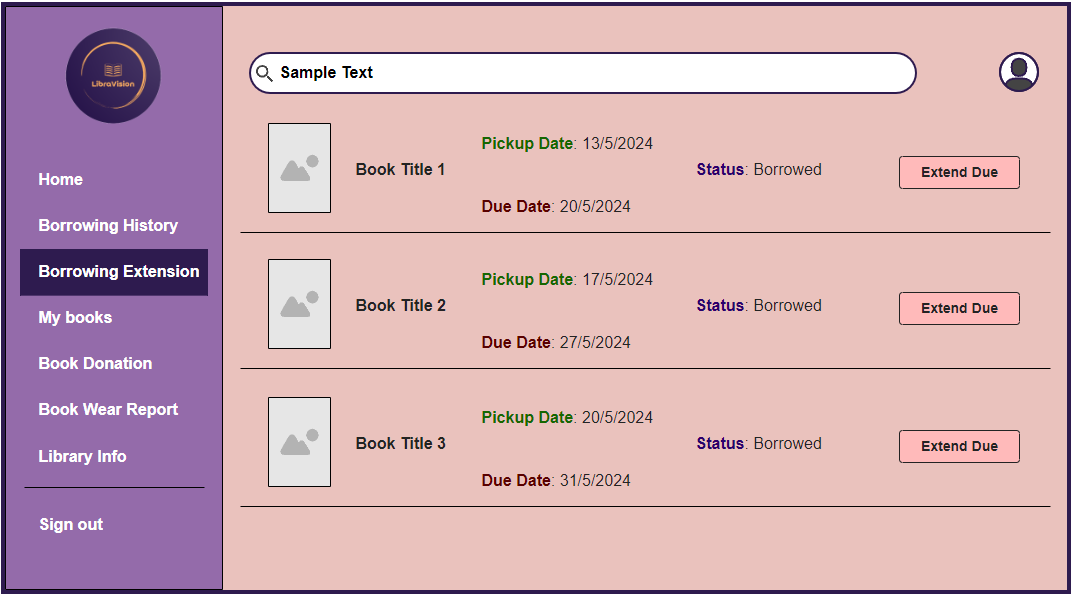 LibraVision
Home
Borrowing History
Borrowing Extension
My books
Book Donation
Book Wear Report
Library Info
Sign out
Sample Text
Book Title 1
Pickup Date: 13/5/2024
Due Date: 20/5/2024
Status: Borrowed
Extend Due
Book Title 2
Pickup Date: 17/5/2024
Due Date: 27/5/2024
Status: Borrowed
Extend Due
Book Title 3
Pickup Date: 20/5/2024
Due Date: 31/5/2024
Status: Borrowed
Extend Due